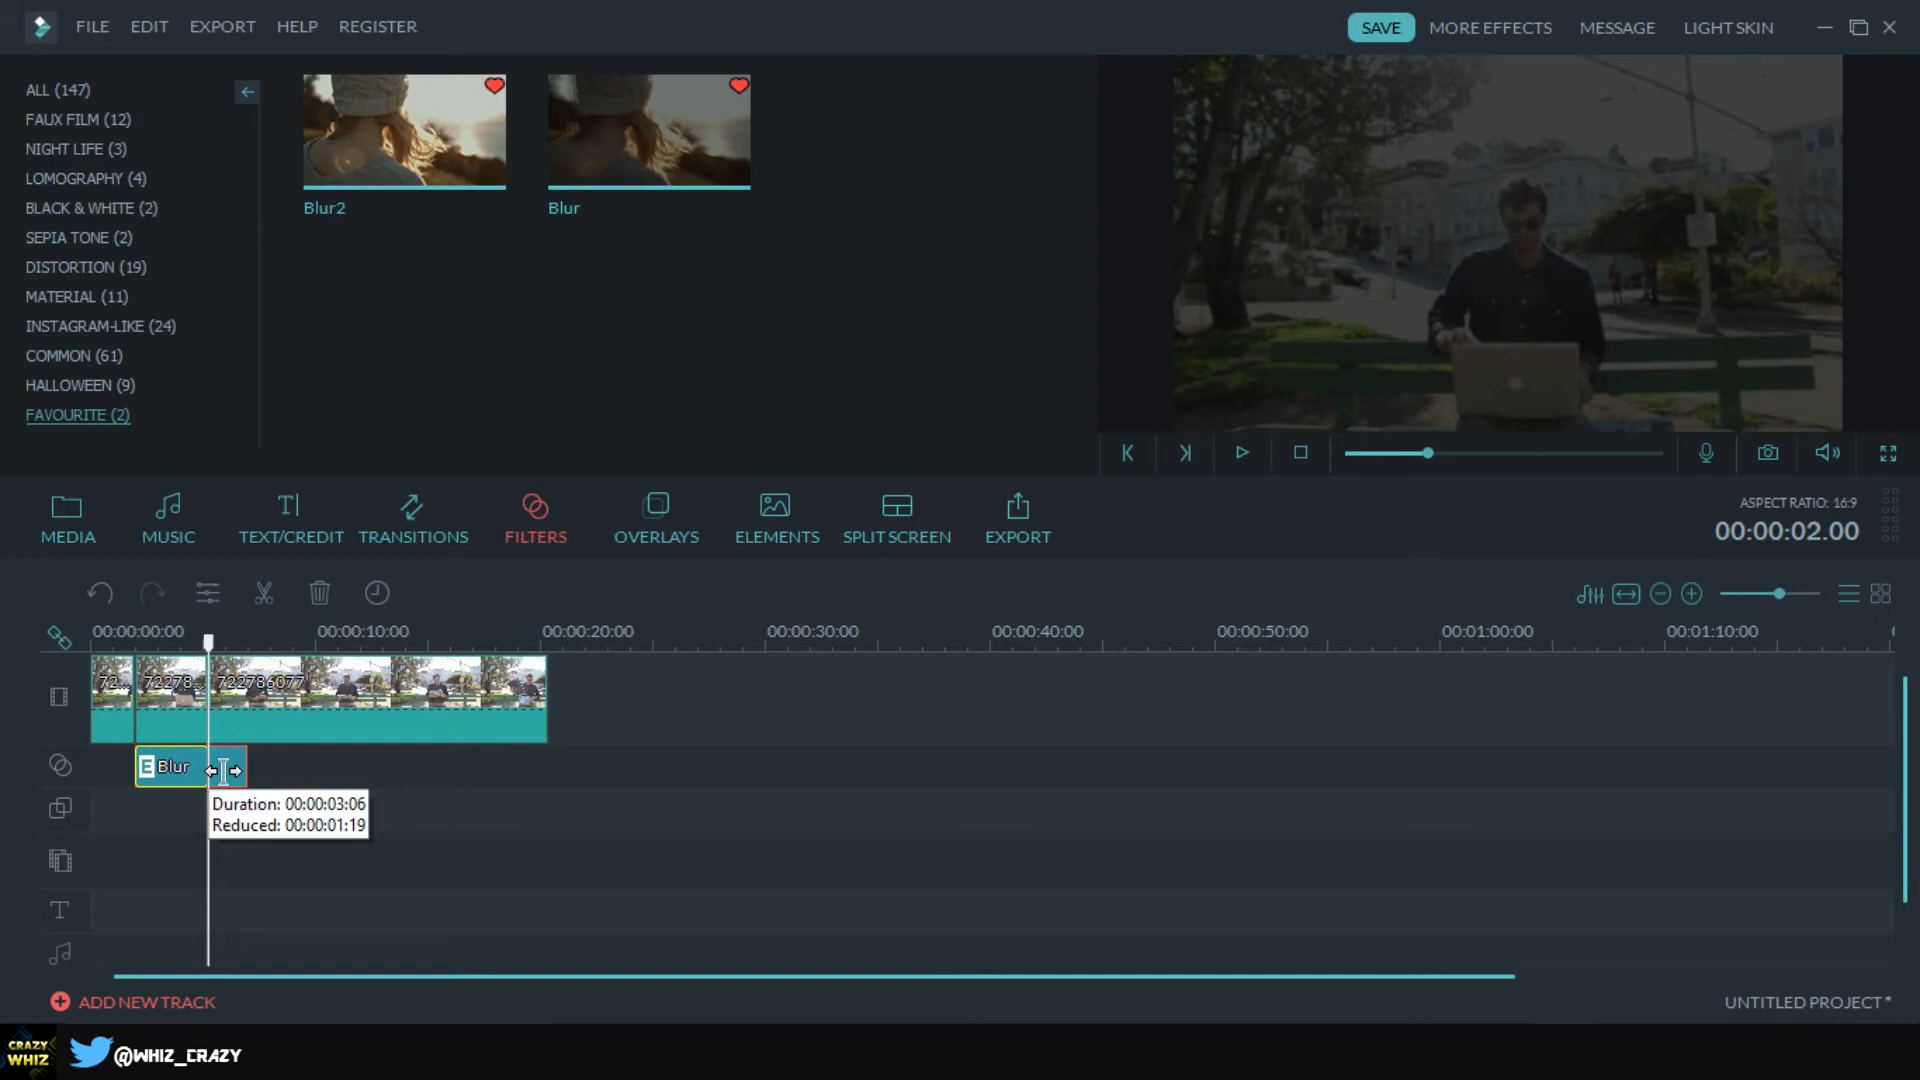 FILE EDIT EXPORT HELP REGISTER
SAVE MORE EFFECTS MESSAGE LIGHT SKIN
ALL (147)
FAUX FILM (12)
NIGHT LIFE (3)
LOMOGRAPHY (4)
BLACK & WHITE (2)
SEPIA TONE (2)
DISTORTION (19)
MATERIAL (11)
INSTAGRAM-LIKE (24)
COMMON (61)
HALLOWEEN (9)
FAVOURITE (2)
Blur2
Blur
MEDIA MUSIC TEXT/CREDIT TRANSITIONS FILTERS OVERLAYS ELEMENTS SPLIT SCREEN EXPORT
ASPECT RATIO: 16:9
00:00:02.00
00:00:00:00 00:00:10:00 00:00:20:00 00:00:30:00 00:00:40:00 00:00:50:00 00:01:00:00 00:01:10:00
72... 72278... 722786077
E Blur
Duration: 00:00:03:06
Reduced: 00:00:01:19
ADD NEW TRACK
UNTITLED PROJECT *
CRAZY
WHIZ
@WHIZ_CRAZY